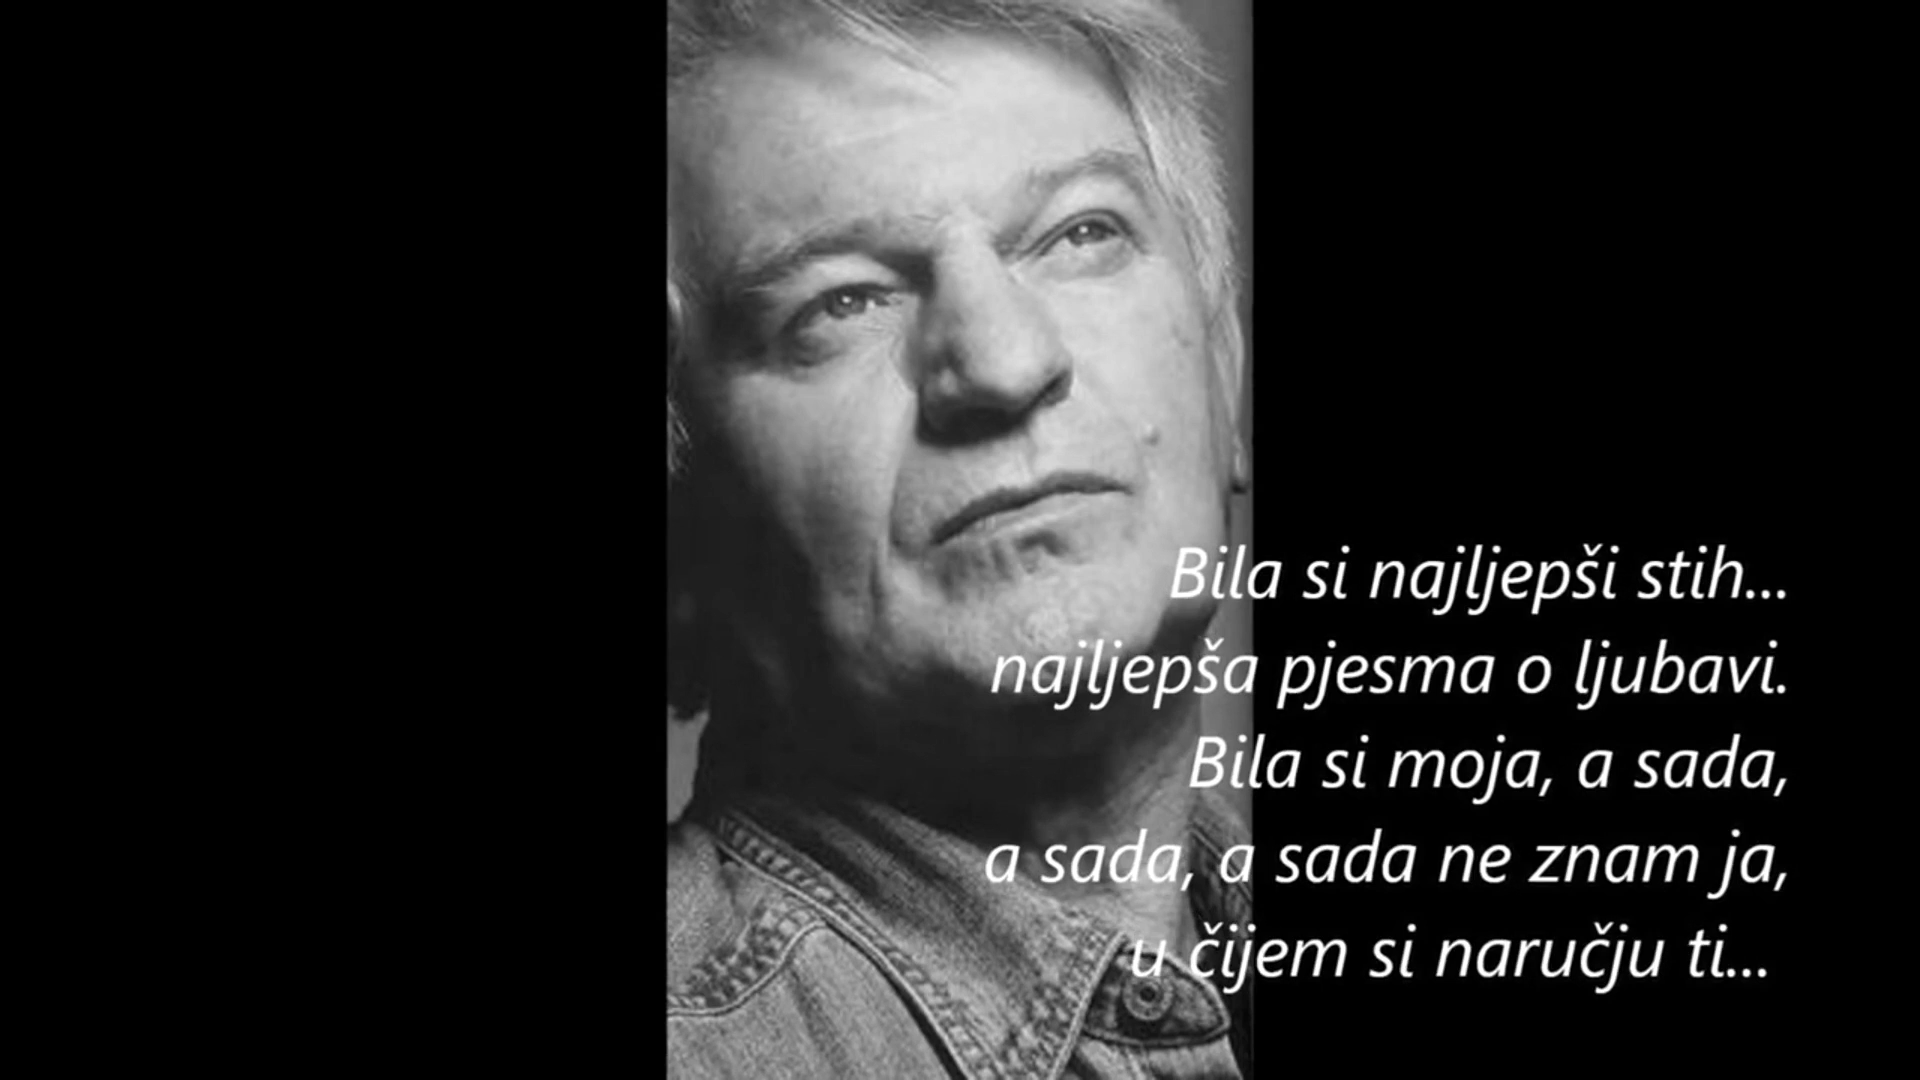 Bila si najljepši stih...
najljepša pjesma o ljubavi.
Bila si moja, a sada,
a sada, a sada ne znam ja,
u čijem si naručju ti...